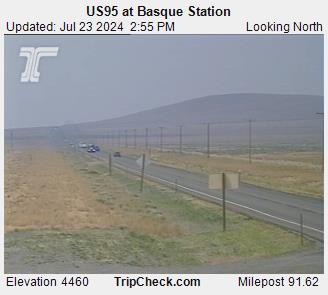 US95 at Basque Station
Updated: Jul 23 2024 2:55 PM Looking North
Elevation 4460 TripCheck.com Milepost 91.62